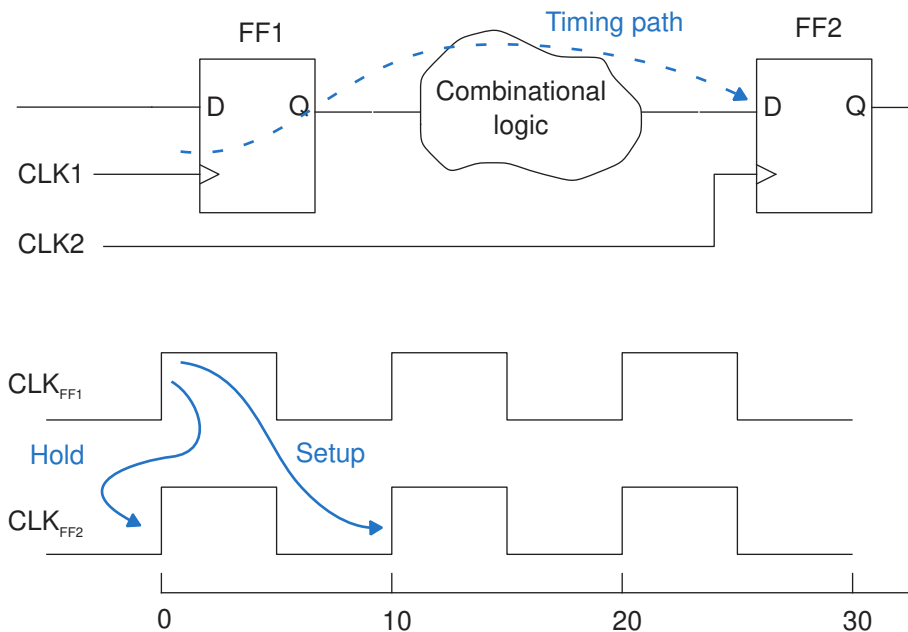 FF1
Timing path
FF2
D
Q
Combinational
logic
D
Q
CLK1
CLK2
CLKFF1
Hold
Setup
CLKFF2
0
10
20
30